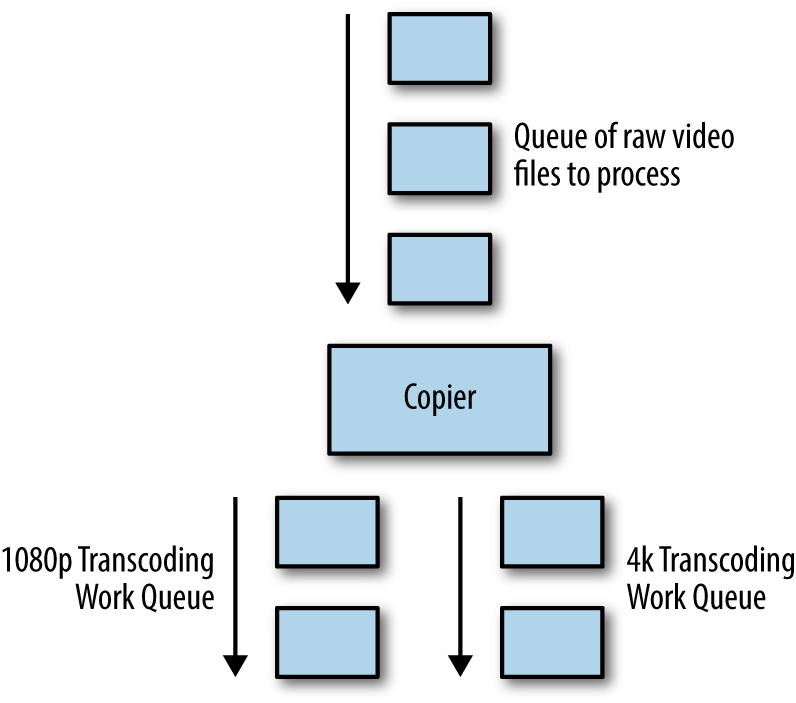 Queue of raw video
files to process
Copier
1080p Transcoding
Work Queue
4k Transcoding
Work Queue